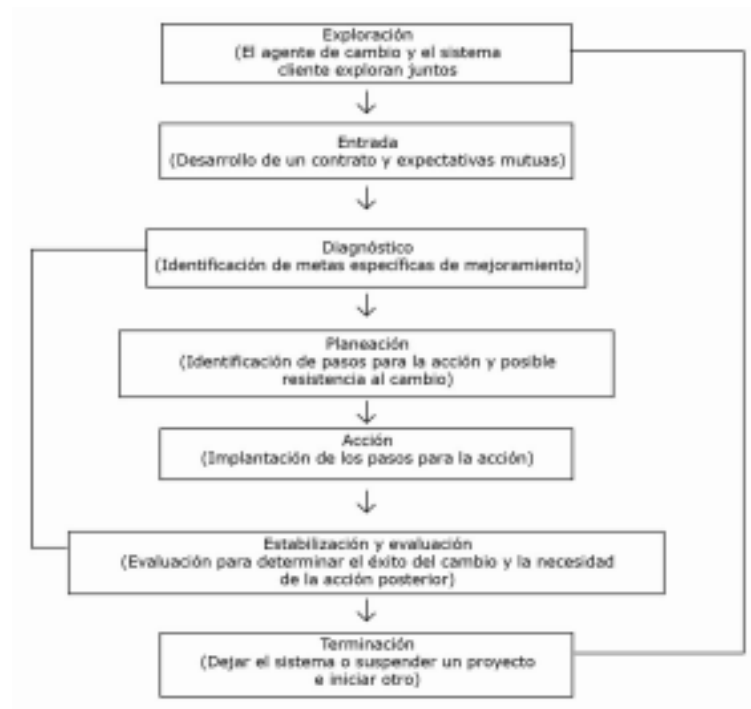 Exploración
(El agente de cambio y el sistema
cliente exploran juntos
Entrada
(Desarrollo de un contrato y expectativas mutuas)
Diagnóstico
(Identificación de metas específicas de mejoramiento)
Planeación
(Identificación de pasos para la acción y posible
resistencia al cambio)
Acción
(Implantación de los pasos para la acción)
Estabilización y evaluación
(Evaluación para determinar el éxito del cambio y la necesidad
de la acción posterior)
Terminación
(Dejar el sistema o suspender un proyecto
e iniciar otro)